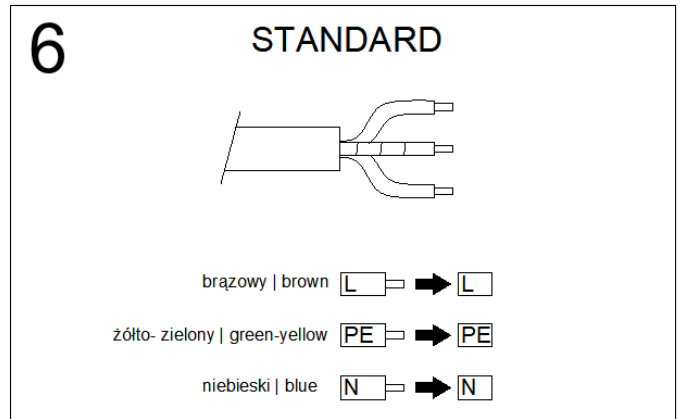 6
STANDARD
brązowy | brown L L
żółto- zielony | green-yellow PE PE
niebieski | blue N N